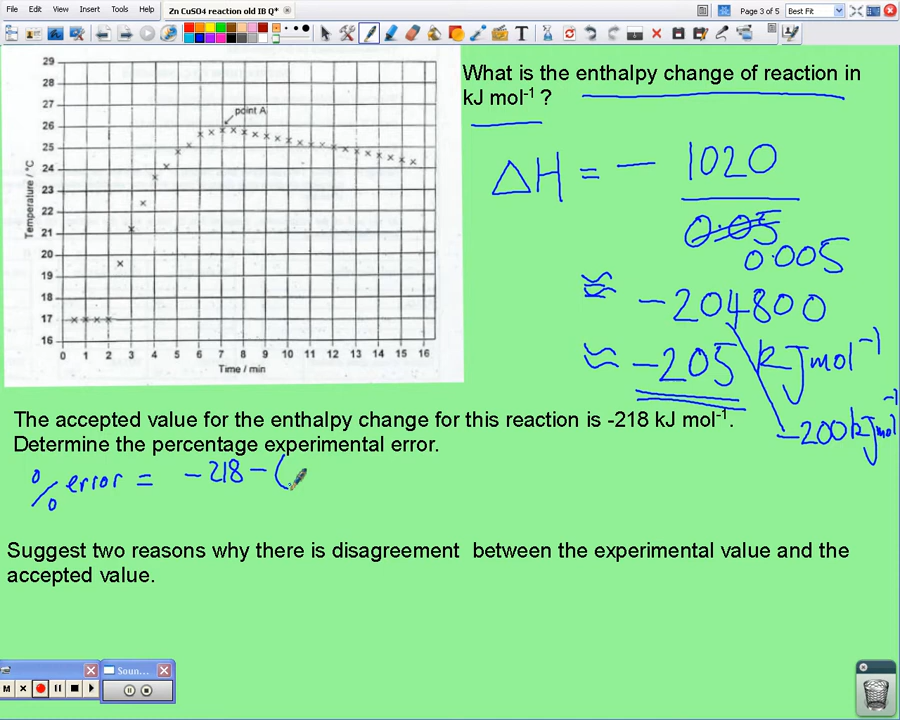 File Edit View Insert Tools Help Zn CuSO4 reaction old IB Q* Page 3 of 5 Best Fit
29
28
27
26
25
24
23
22
21
20
19
18
17
16
Temperature / °C
point A
0 1 2 3 4 5 6 7 8 9 10 11 12 13 14 15 16
Time / min
What is the enthalpy change of reaction in
kJ mol-1 ?
△H = - 1020
0.05
0.005
≈ -204800
≈ -205 kJmol-1
-200kJmol-1
The accepted value for the enthalpy change for this reaction is -218 kJ mol-1.
Determine the percentage experimental error.
% error = -218 - (
Suggest two reasons why there is disagreement between the experimental value and the
accepted value.
Soun...
M